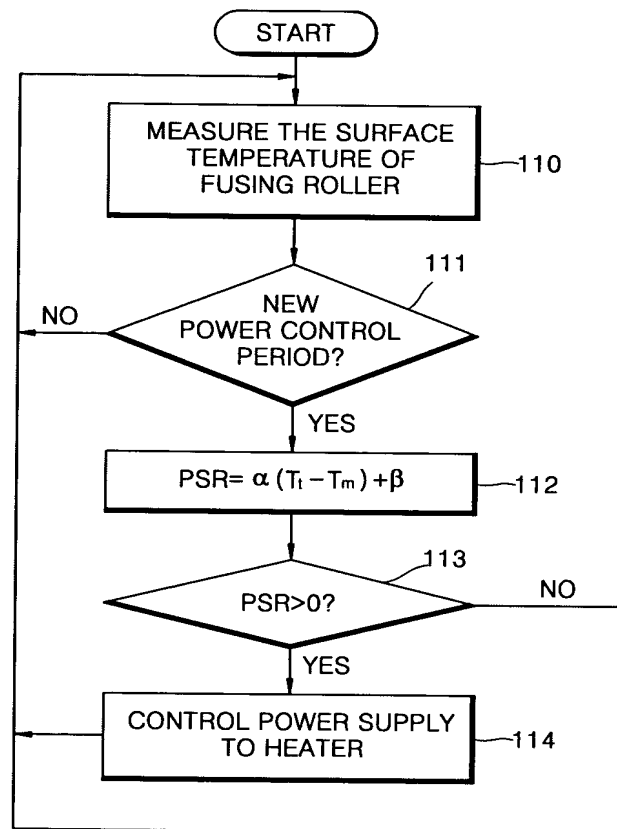 START
MEASURE THE SURFACE
TEMPERATURE OF
FUSING ROLLER
110
111
NEW
POWER CONTROL
PERIOD?
NO
YES
PSR= α (Tt – Tm) +β
112
113
PSR>0?
NO
YES
CONTROL POWER SUPPLY
TO HEATER
114